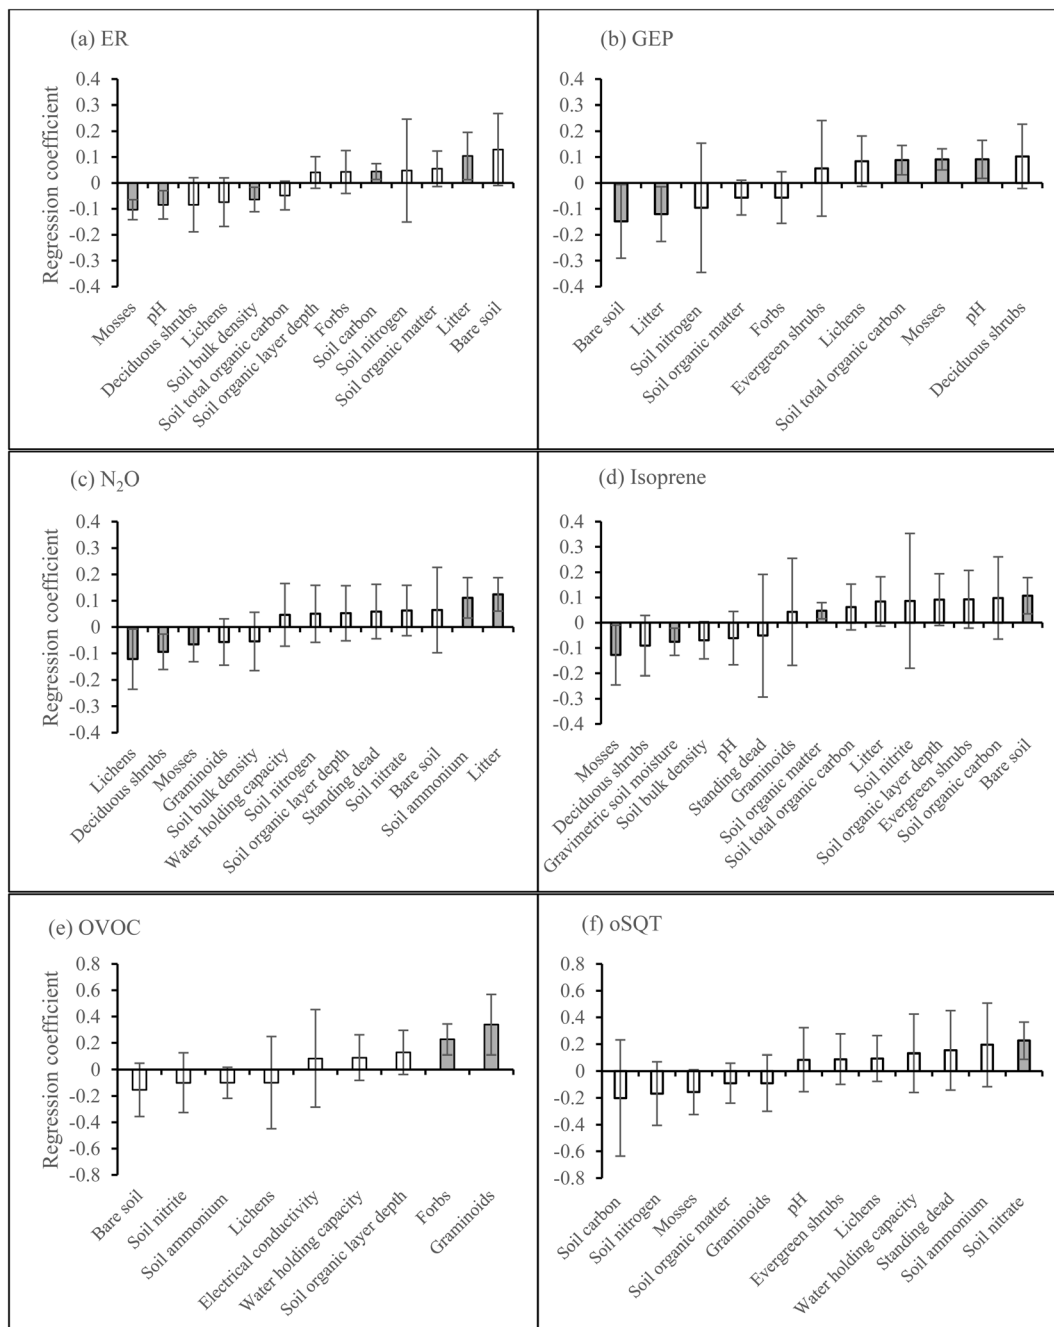 (a) ER
Regression coefficient
0.4
0.3
0.2
0.1
0
-0.1
-0.2
-0.3
-0.4
Mosses
pH
Deciduous shrubs
Lichens
Soil bulk density
Soil total organic carbon
Soil organic layer depth
Forbs
Soil carbon
Soil nitrogen
Soil organic matter
Litter
Bare soil
(b) GEP
0.4
0.3
0.2
0.1
0
-0.1
-0.2
-0.3
-0.4
Bare soil
Litter
Soil nitrogen
Soil organic matter
Forbs
Evergreen shrubs
Lichens
Soil total organic carbon
Mosses
pH
Deciduous shrubs
(c) N₂O
Regression coefficient
0.4
0.3
0.2
0.1
0
-0.1
-0.2
-0.3
-0.4
Lichens
Deciduous shrubs
Mosses
Graminoids
Soil bulk density
Water holding capacity
Soil nitrogen
Soil organic layer depth
Standing dead
Soil nitrate
Bare soil
Soil ammonium
Litter
(d) Isoprene
0.4
0.3
0.2
0.1
0
-0.1
-0.2
-0.3
-0.4
Mosses
Deciduous shrubs
Gravimetric soil moisture
Soil bulk density
pH
Standing dead
Graminoids
Soil organic matter
Soil total organic carbon
Litter
Soil nitrite
Soil organic layer depth
Evergreen shrubs
Soil organic carbon
Bare soil
(e) OVOC
Regression coefficient
0.8
0.6
0.4
0.2
0
-0.2
-0.4
-0.6
-0.8
Bare soil
Soil nitrite
Soil ammonium
Lichens
Electrical conductivity
Water holding capacity
Soil organic layer depth
Forbs
Graminoids
(f) oSQT
0.8
0.6
0.4
0.2
0
-0.2
-0.4
-0.6
-0.8
Soil carbon
Soil nitrogen
Mosses
Soil organic matter
Graminoids
pH
Evergreen shrubs
Lichens
Water holding capacity
Standing dead
Soil ammonium
Soil nitrate